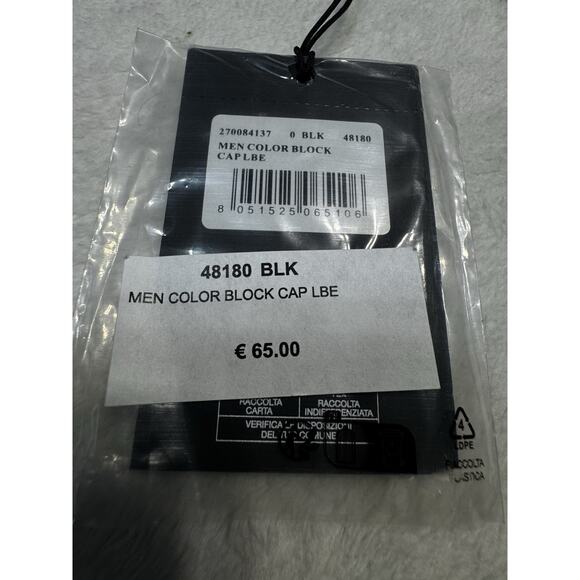 270084137 0 BLK 48180
MEN COLOR BLOCK
CAP LBE
8 051525 065106
48180 BLK
MEN COLOR BLOCK CAP LBE
€ 65.00
RACCOLTA RACCOLTA
CARTA INDIFFERENZIATA
VERIFICA LE DISPOSIZIONI
DEL TUO COMUNE
4
LDPE
RACCOLTA